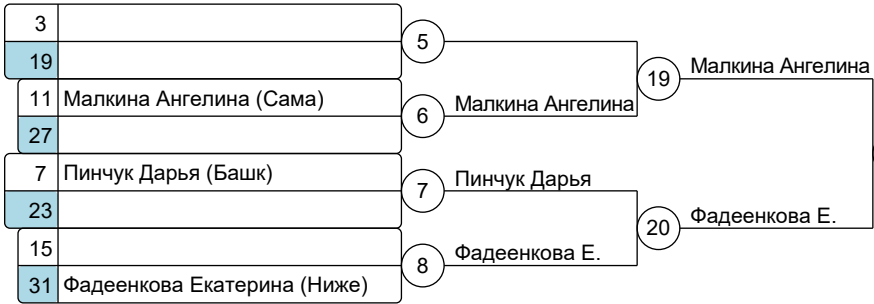 3
19
5
11 Малкина Ангелина (Сама)
27
6
Малкина Ангелина
19
Малкина Ангелина
7 Пинчук Дарья (Башк)
23
7
Пинчук Дарья
15
31 Фадеенкова Екатерина (Ниже)
8
Фадеенкова Е.
20
Фадеенкова Е.